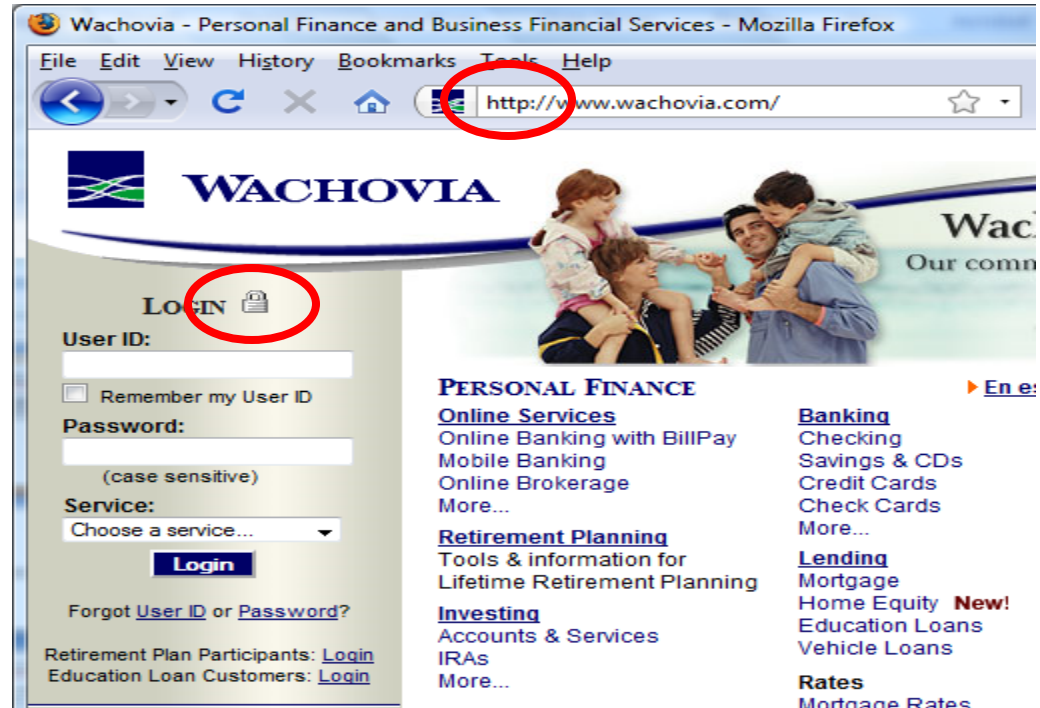 Wachovia - Personal Finance and Business Financial Services - Mozilla Firefox
File Edit View History Bookmarks Tools Help
http://www.wachovia.com/
WACHOVIA
Wac
Our comm
LOGIN
User ID:
Remember my User ID
Password:
(case sensitive)
Service:
Choose a service...
Login
Forgot User ID or Password?
Retirement Plan Participants: Login
Education Loan Customers: Login
PERSONAL FINANCE
En es
Online Services
Online Banking with BillPay
Mobile Banking
Online Brokerage
More...
Retirement Planning
Tools & information for
Lifetime Retirement Planning
Investing
Accounts & Services
IRAs
More...
Banking
Checking
Savings & CDs
Credit Cards
Check Cards
More...
Lending
Mortgage
Home Equity New!
Education Loans
Vehicle Loans
Rates
Mortgage Rates